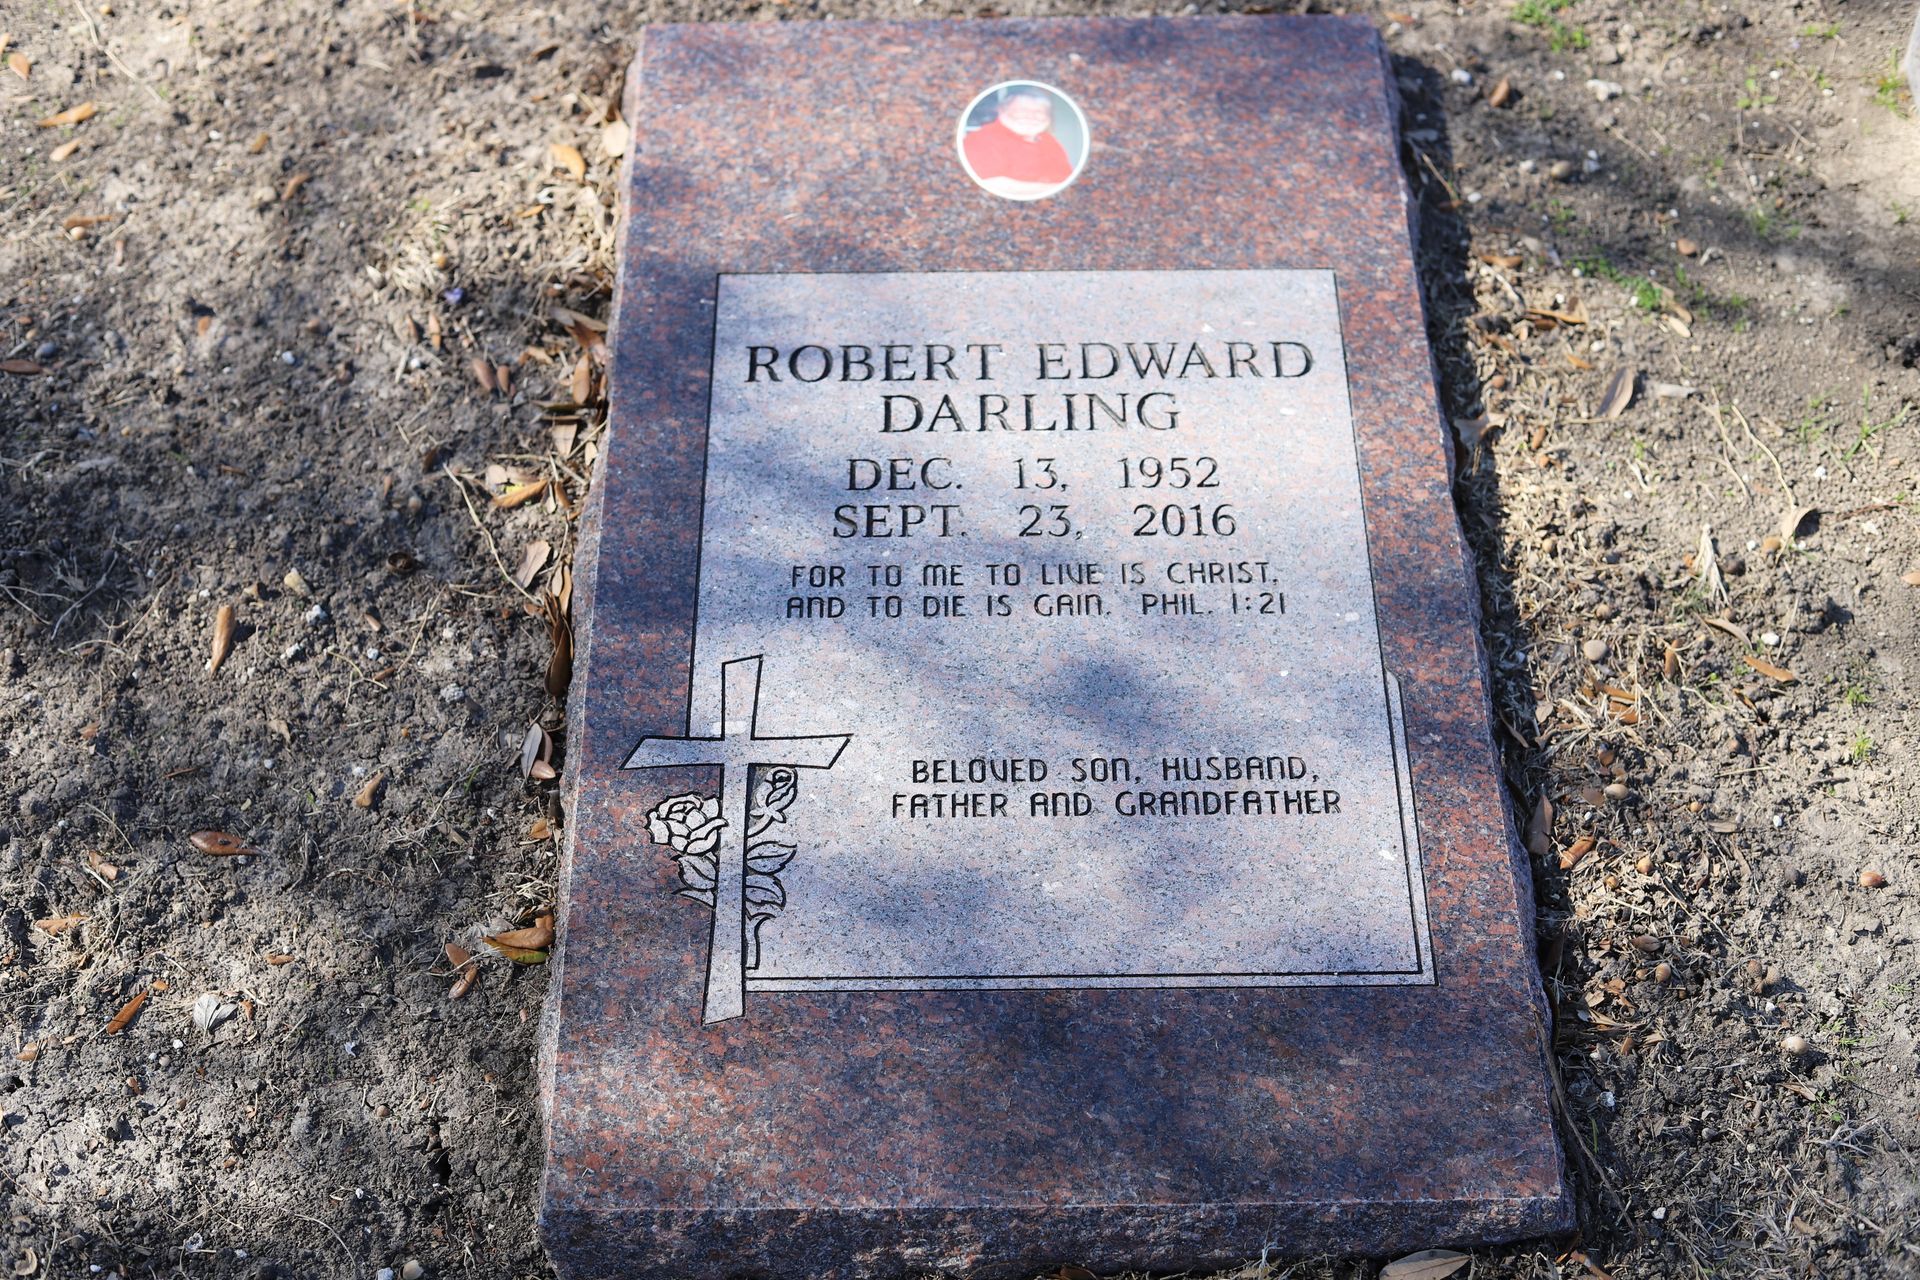 ROBERT EDWARD
DARLING
DEC. 13, 1952
SEPT. 23, 2016
FOR TO ME TO LIVE IS CHRIST,
AND TO DIE IS GAIN. PHIL. 1:21
BELOVED SON, HUSBAND,
FATHER AND GRANDFATHER